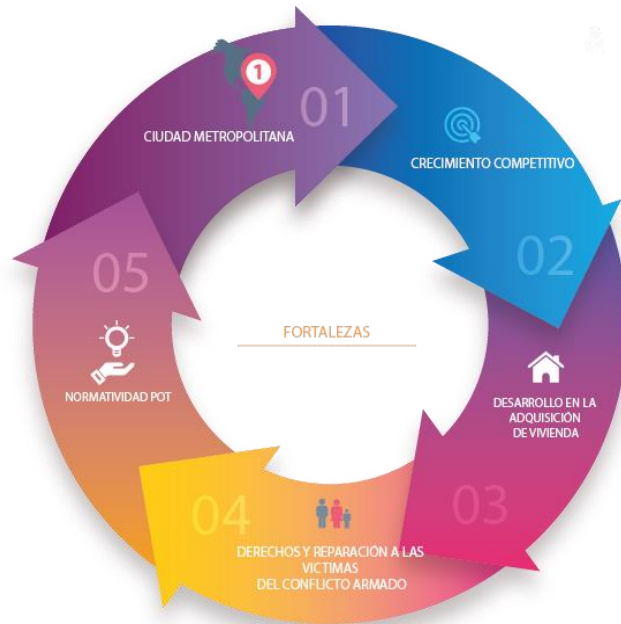 1
01
CIUDAD METROPOLITANA
CRECIMIENTO COMPETITIVO
02
DESARROLLO EN LA
ADQUISICIÓN
DE VIVIENDA
03
04
DERECHOS Y REPARACIÓN A LAS
VICTIMAS
DEL CONFLICTO ARMADO
05
NORMATIVIDAD POT
FORTALEZAS